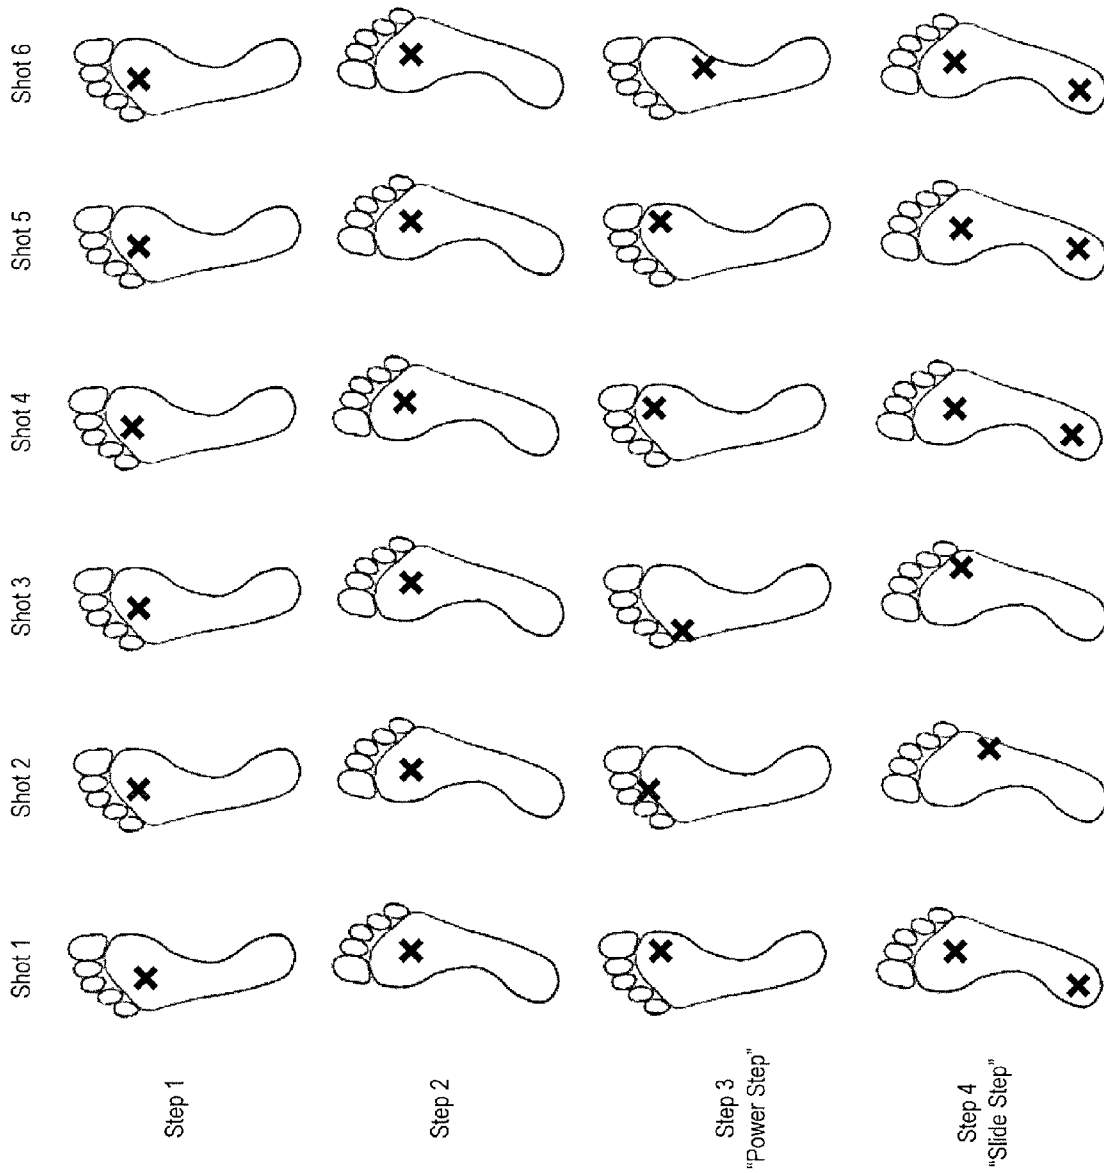 Shot 1
Shot 2
Shot 3
Shot 4
Shot 5
Shot 6
Step 1
Step 2
Step 3
"Power Step"
Step 4
"Slide Step"